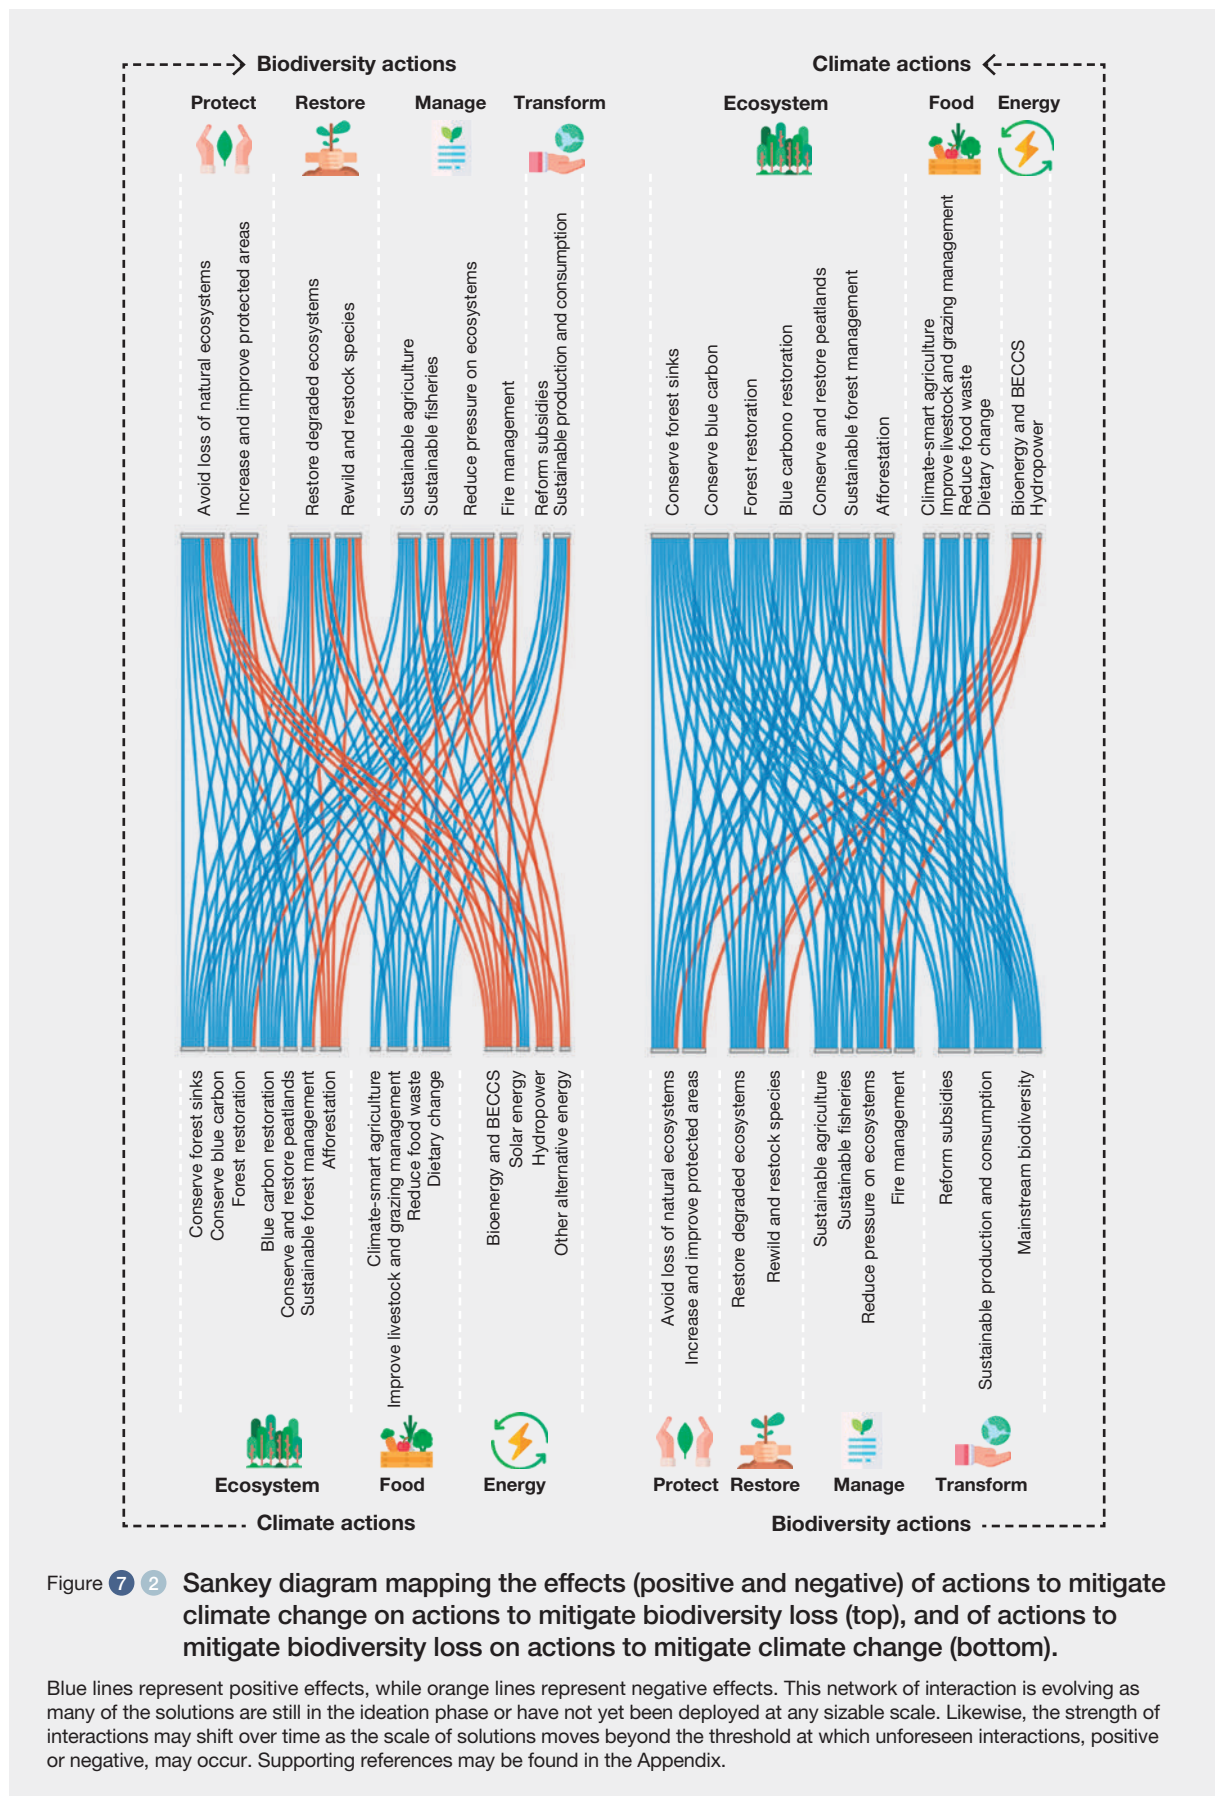 Biodiversity actions
Protect
Restore
Manage
Transform
Avoid loss of natural ecosystems
Increase and improve protected areas
Restore degraded ecosystems
Rewild and restock species
Sustainable agriculture
Sustainable fisheries
Reduce pressure on ecosystems
Fire management
Reform subsidies
Sustainable production and consumption
Conserve forest sinks
Conserve blue carbon
Forest restoration
Blue carbon restoration
Conserve and restore peatlands
Sustainable forest management
Afforestation
Climate-smart agriculture
Improve livestock and grazing management
Reduce food waste
Dietary change
Bioenergy and BECCS
Solar energy
Hydropower
Other alternative energy
Ecosystem
Food
Energy
Climate actions
Climate actions
Ecosystem
Food
Energy
Conserve forest sinks
Conserve blue carbon
Forest restoration
Blue carbono restoration
Conserve and restore peatlands
Sustainable forest management
Afforestation
Climate-smart agriculture
Improve livestock and grazing management
Reduce food waste
Dietary change
Bioenergy and BECCS
Hydropower
Avoid loss of natural ecosystems
Increase and improve protected areas
Restore degraded ecosystems
Rewild and restock species
Sustainable agriculture
Sustainable fisheries
Reduce pressure on ecosystems
Fire management
Reform subsidies
Sustainable production and consumption
Mainstream biodiversity
Protect
Restore
Manage
Transform
Biodiversity actions
Figure 7 2 Sankey diagram mapping the effects (positive and negative) of actions to mitigate
climate change on actions to mitigate biodiversity loss (top), and of actions to
mitigate biodiversity loss on actions to mitigate climate change (bottom).
Blue lines represent positive effects, while orange lines represent negative effects. This network of interaction is evolving as
many of the solutions are still in the ideation phase or have not yet been deployed at any sizable scale. Likewise, the strength of
interctions may shift over time as the scale of solutions moves beyond the threshold at which unforeseen interactions, positive
or negative, may occur. Supporting references may be found in the Appendix.